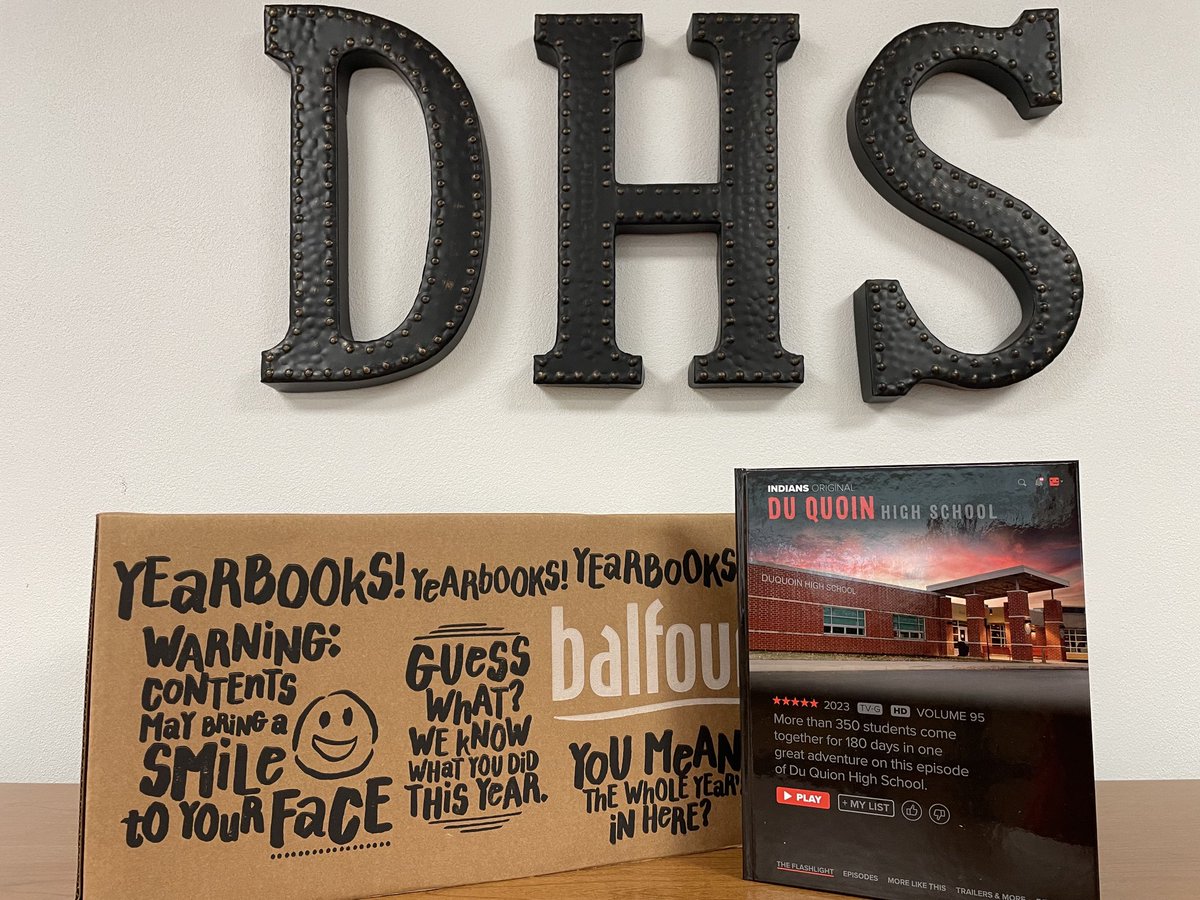 DHS
YEARBOOKS! YEARBOOKS! YEARBOOKS
WARNING:
CONTENTS
MAY BRING A
SMILE
TO YOUR FACE
GUESS
WHAT?
WE KNOW
WHAT YOU DID
THIS YEAR.
balfou
YOU MEAN
THE WHOLE YEAR'
IN HERE?
INDIANS ORIGINAL
DU QUOIN HIGH SCHOOL
DUQUOIN HIGH SCHOOL
★★★★★ 2023 TV-G HD VOLUME 95
More than 350 students come
together for 180 days in one
great adventure on this episode
of Du Quion High School.
PLAY + MY LIST
THE FLASHLIGHT EPISODES MORE LIKE THIS TRAILERS & MORE